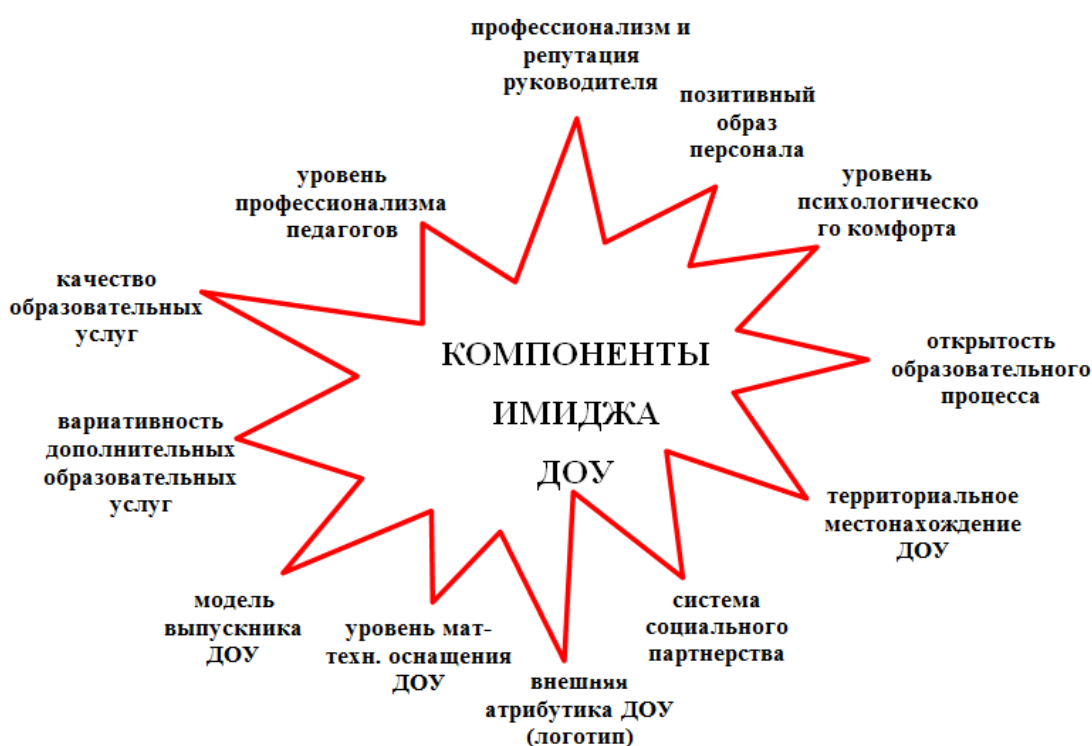 профессионализм и
репутация
руководителя
позитивный
образ
персонала
уровень
психологическо
го комфорта
уровень
профессионализма
педагогов
качество
образовательных
услуг
КОМПОНЕНТЫ
ИМИДЖА
ДОУ
открытость
образовательного
процесса
вариативность
дополнительных
образовательных
услуг
территориальное
местонахождение
ДОУ
модель
выпускника
ДОУ
уровень мат-
техн. оснащения
ДОУ
внешняя
атрибутика ДОУ
(логотип)
система
социального
партнерства